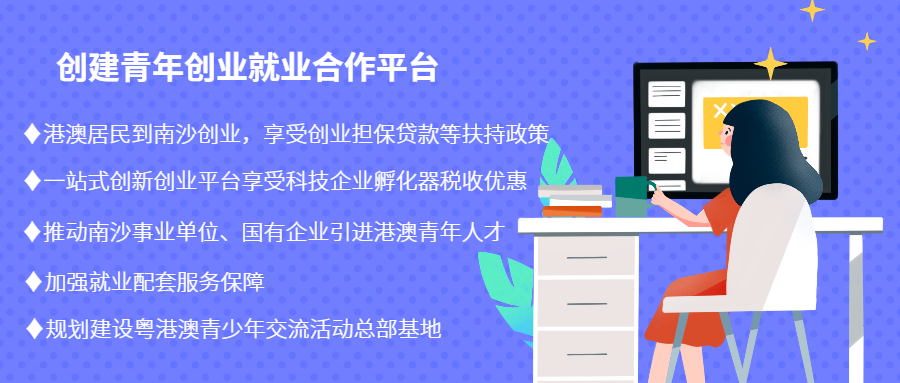 创建青年创业就业合作平台
♦港澳居民到南沙创业，享受创业担保贷款等扶持政策
♦一站式创新创业平台享受科技企业孵化器税收优惠
♦推动南沙事业单位、国有企业引进港澳青年人才
♦加强就业配套服务保障
♦规划建设粤港澳青少年交流活动总部基地